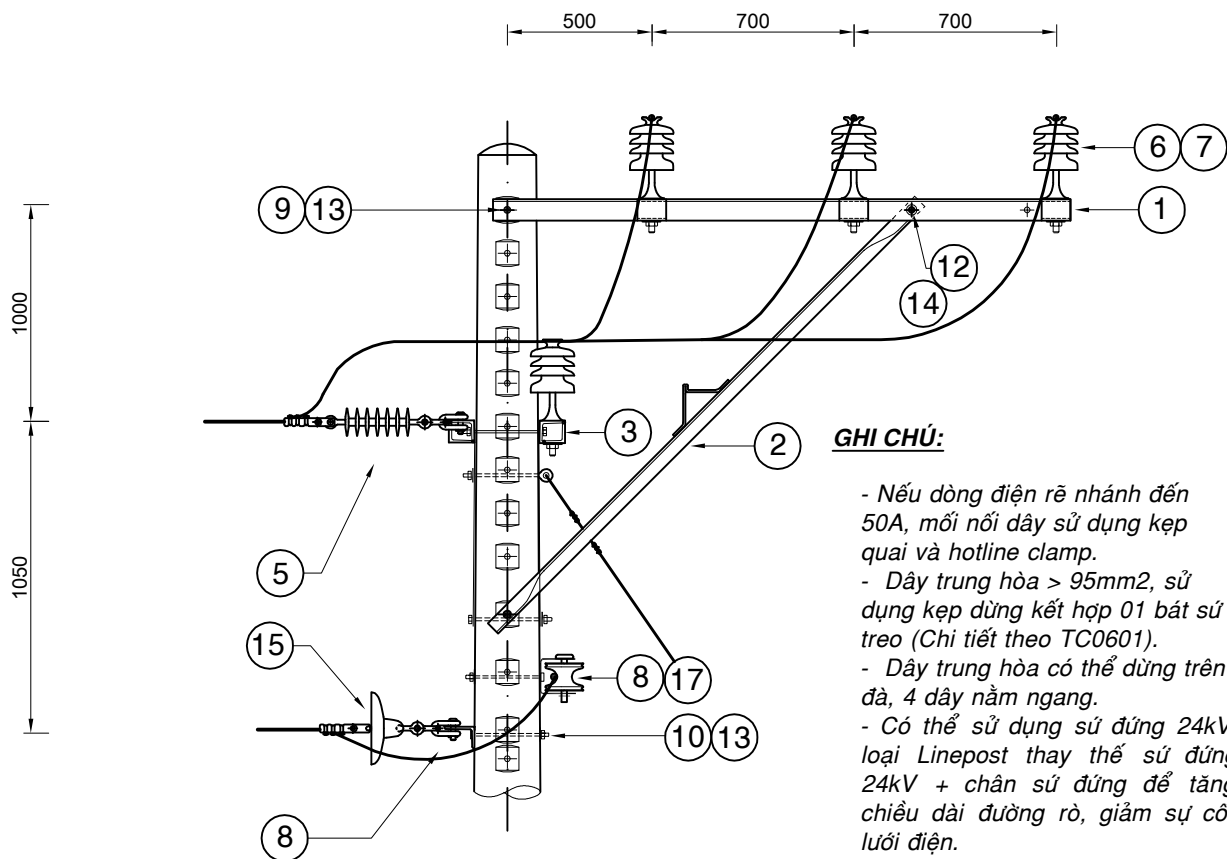 500 700 700
6 7
9 13
1
12
14
1000
3
2
GHI CHÚ:
- Nếu dòng điện rẽ nhánh đến
50A, mối nối dây sử dụng kẹp
quai và hotline clamp.
- Dây trung hòa > 95mm2, sử
dụng kẹp dừng kết hợp 01 bát sứ
treo (Chi tiết theo TC0601).
- Dây trung hòa có thể dừng trên
đà, 4 dây nằm ngang.
- Có thể sử dụng sứ đứng 24kV
loại Linepost thay thế sứ đứng
24kV + chân sứ đứng để tăng
chiều dài đường rò, giảm sự cố
lưới điện.
5
1050
15
8 17
10 13
8